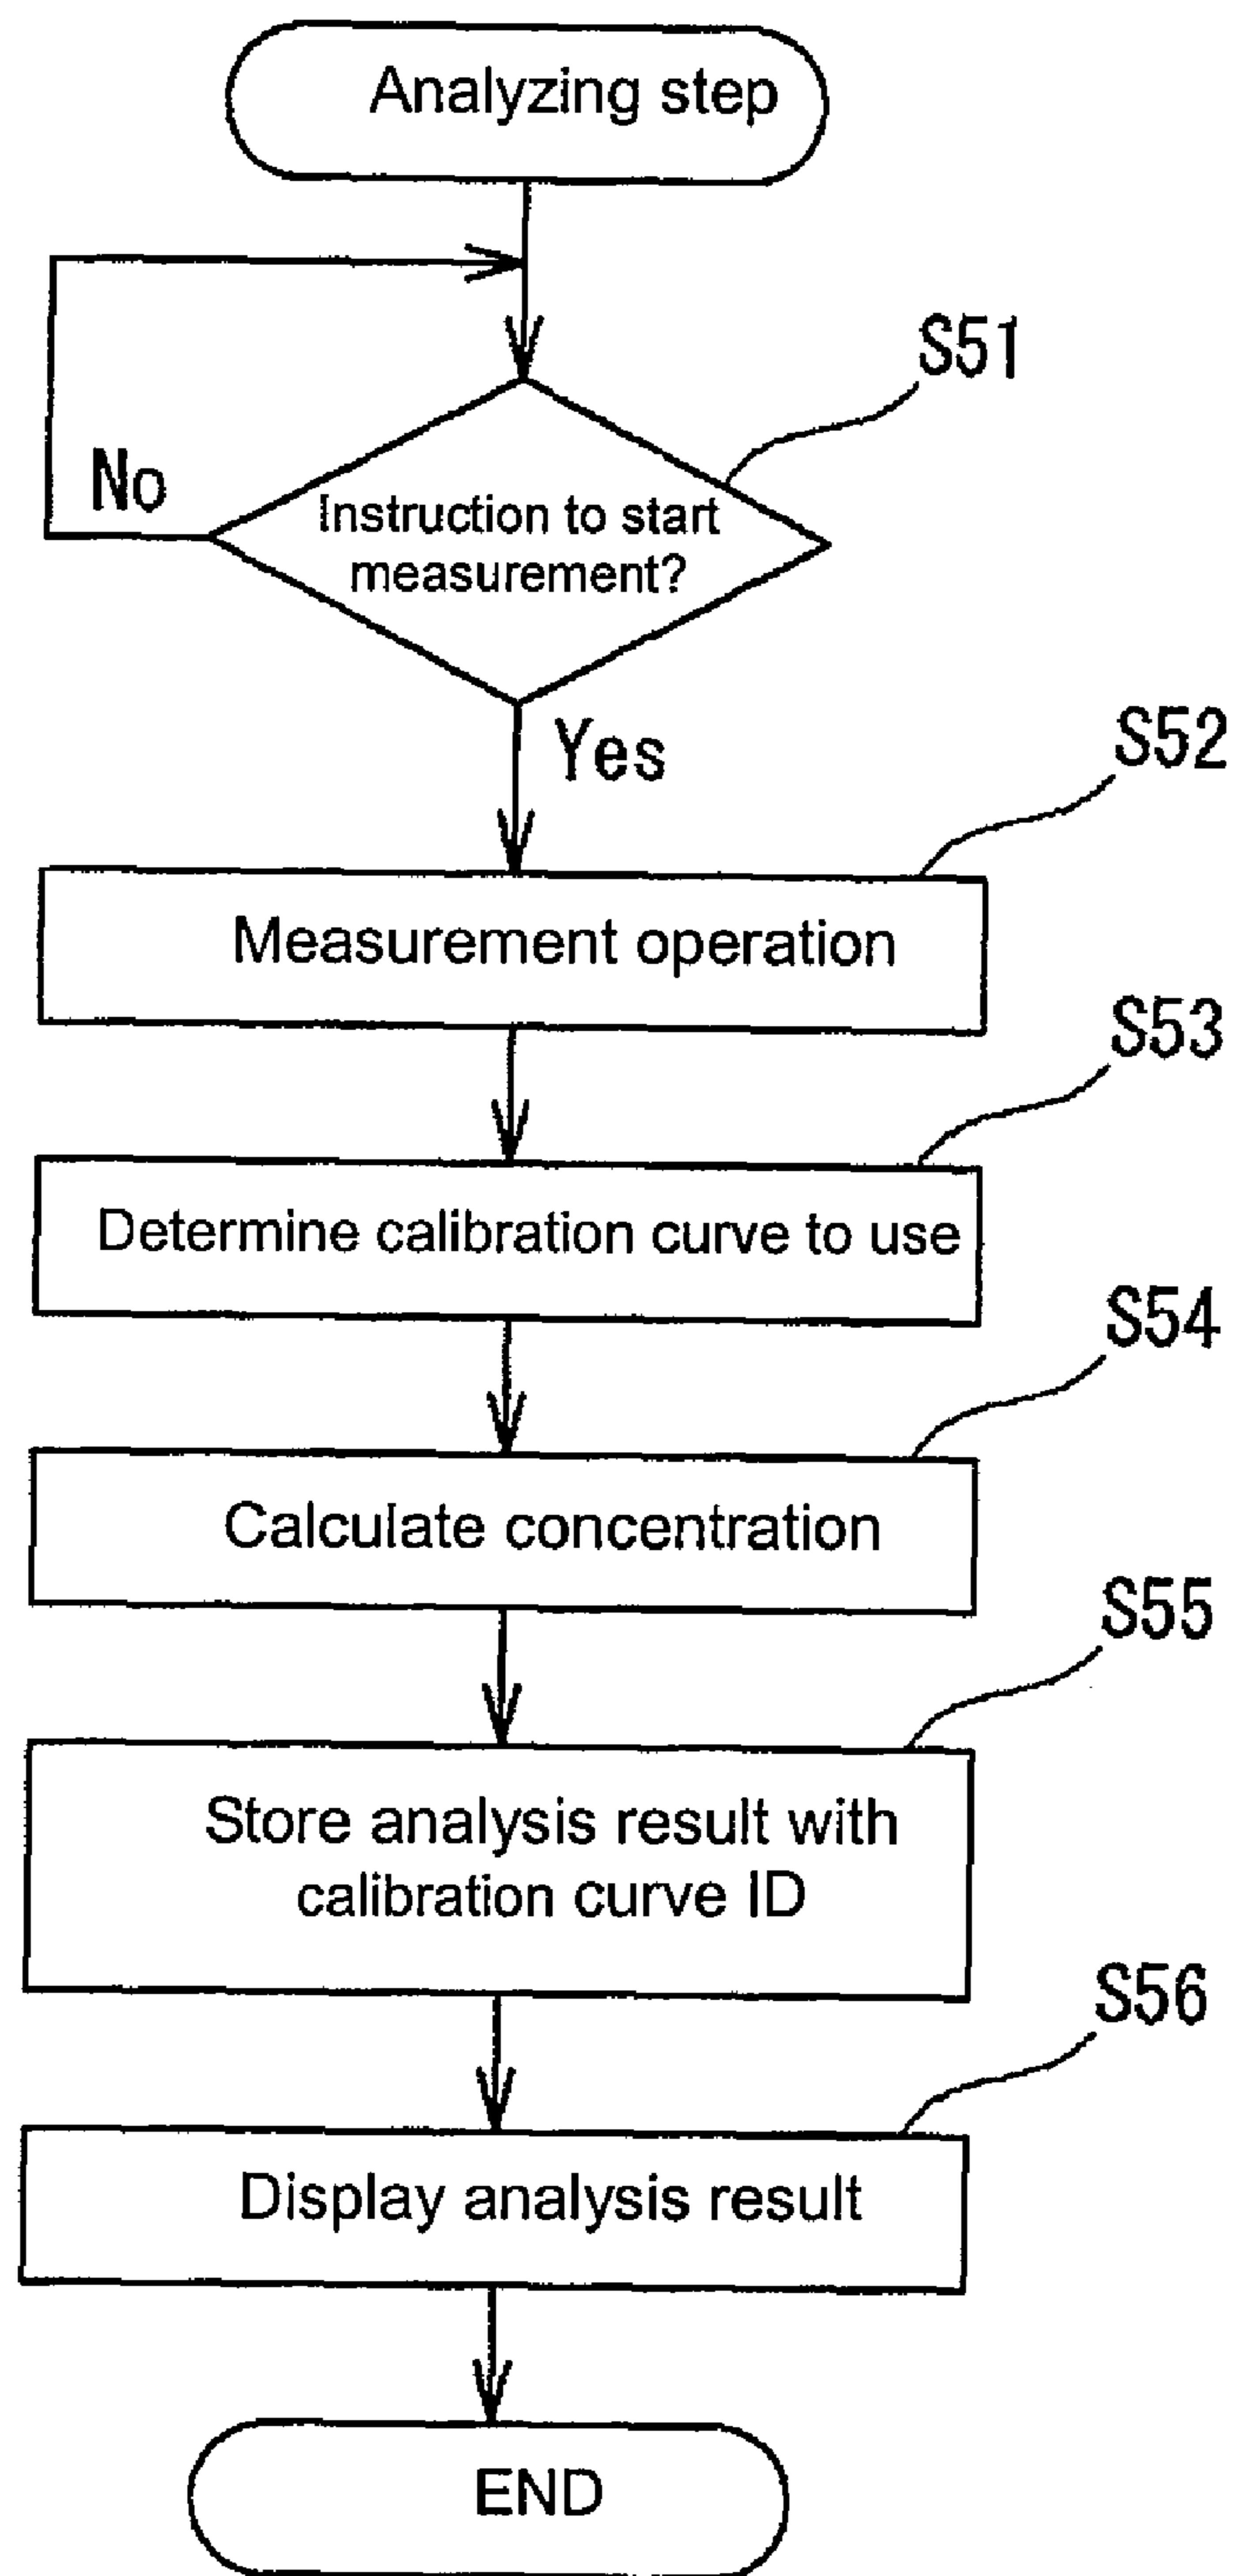 Analyzing step
S51
No
Instruction to start
measurement?
Yes
S52
Measurement operation
S53
Determine calibration curve to use
S54
Calculate concentration
S55
Store analysis result with
calibration curve ID
S56
Display analysis result
END